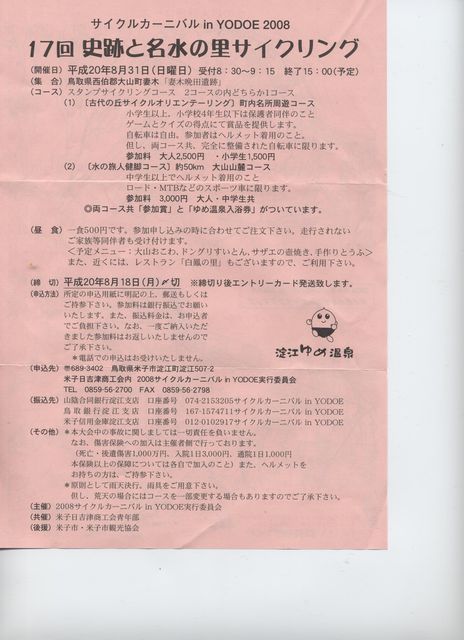 サイクルカーニバル in YODOE 2008
17回 史跡と名水の里サイクリング
(開催日) 平成20年8月31日(日曜日) 受付8:30〜9:15 終了15:00(予定)
(集 合) 鳥取県西伯郡大山町妻木「妻木晩田遺跡」
(コース) スタンプサイクリングコース 2コースの内どちらか1コース
(1) 〔古代の丘サイクルオリエンテーリング〕町内名所周遊コース
小学生以上、小学校4年生以下は保護者同伴のこと
ゲームとクイズの得点にて賞品を提供します。
自転車は自由。参加者はヘルメット着用のこと。
但し、両コース共、完全に整備された自転車に限ります。
参加料 大人2,500円 ・小学生1,500円
(2) 〔水の旅人健脚コース〕約50km 大山山麓コース
中学生以上でヘルメット着用のこと
ロード・MTBなどのスポーツ車に限ります。
参加料 3,000円 大人・中学生共
◎両コース共「参加賞」と「ゆめ温泉入浴券」がついています。
(昼 食) 一食500円です。参加申し込みの時に合わせてご注文下さい。走行されない
ご家族等同伴者も受け付けます。
<予定メニュー：大山おこわ、ドングリすいとん、サザエの壺焼き、手作りとうふ>
また、近くには、レストラン「白鳳の里」もございますので、ご利用下さい。
(締 切) 平成20年8月18日(月)〆切 ※締切り後エントリーカード発送致します。
(申込方法) 所定の申込用紙に明記の上、郵送もしくは
ご持参下さい。参加料は銀行振込でお願
いいたします。また、振込料金は、お申込者
でご負担下さい。なお、一度ご納入いただ
きました参加料はお返しいたしませんので
ご了承下さい。
＊電話での申込はお受けいたしません。
淀江ゆめ温泉
(申込先) 〒689-3402 鳥取県米子市淀江町淀江507-2
米子日吉津商工会内 2008サイクルカーニバル in YODOE実行委員会
TEL 0859-56-2700 FAX 0859-56-2798
(振込先) 山陰合同銀行淀江支店 口座番号 074-2153205サイクルカーニバル in YODOE
鳥取銀行淀江支店 口座番号 167-1574711サイクルカーニバル in YODOE
米子信用金庫淀江支店 口座番号 012-0102917サイクルカーニバル in YODOE
(その他) ＊本大会中の事故に関しましては一切責任を負いません。
なお、傷害保険への加入は主催者側で行っております。
(死亡・後遺傷害1,000万円、入院1日3,000円、通院1日1,000円
本保険以上の保障については各自で加入のこと) また、ヘルメットを
お持ちの方は、ご持参下さい。
＊原則として雨天決行。雨具をご用意下さい。
但し、荒天の場合にはコースを一部変更する場合もありますのでご了承下さい。
(主催) 2008サイクルカーニバル in YODOE実行委員会
(共催) 米子日吉津商工会青年部
(後援) 米子市・米子市観光協会